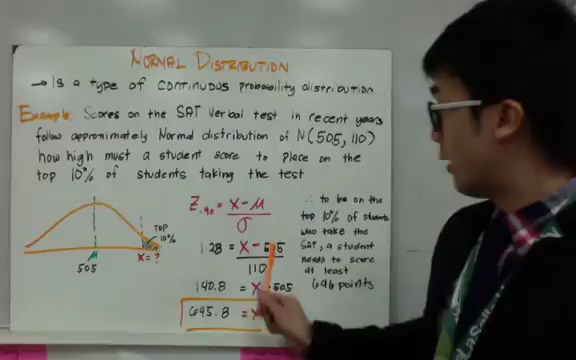 NORMAL DISTRIBUTION
→ Is a type of CONTINUOUS probability distribution
Example: Scores on the SAT Verbal test in recent years
follow approximately Normal distribution of N(505, 110)
how high must a student score to place on the
top 10% of students taking the test
TOP
10%
μ
505
X = ?
Z.90 = X - μ
σ
1.28 = X - 505
110
140.8 = X - 505
645.8 = X
∴ to be on the
top 10% of students
who take the
SAT, a student
needs to score
at least
646 points